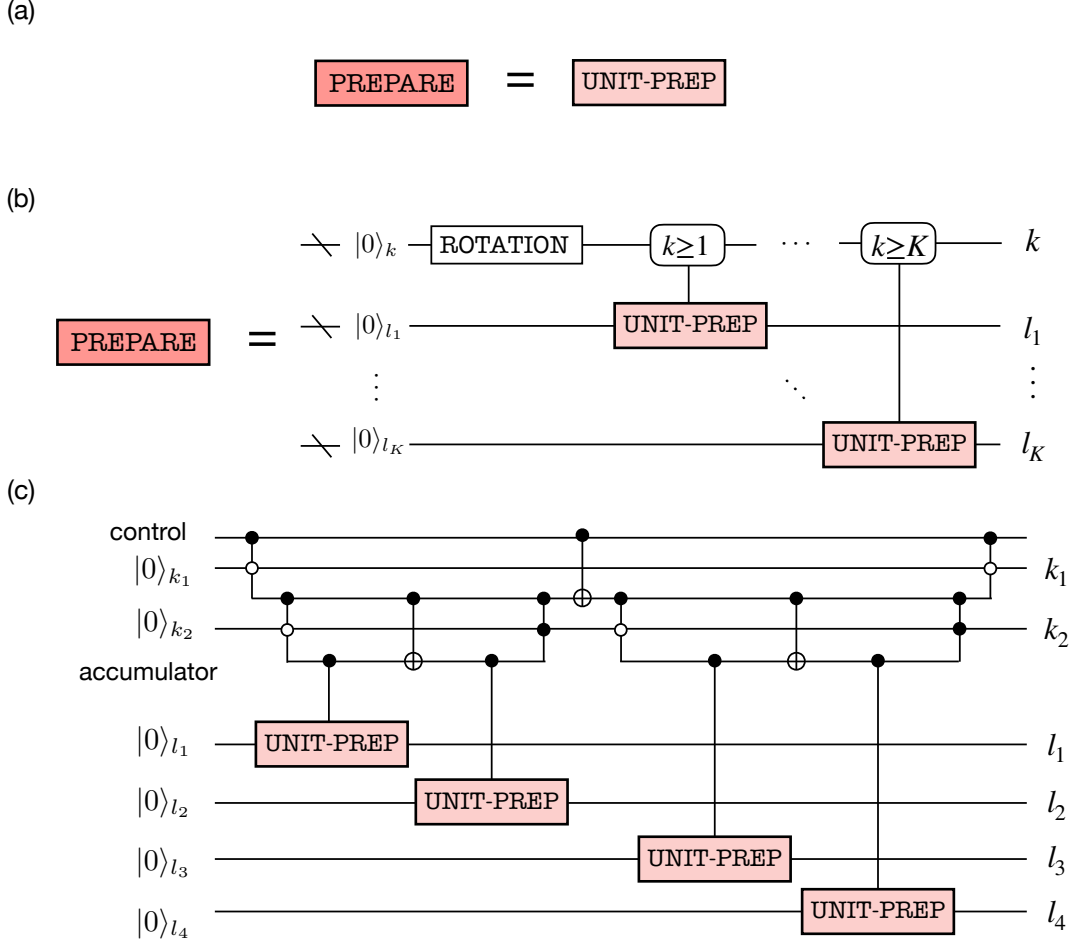 (a)
PREPARE = UNIT-PREP
(b)
|0⟩k ROTATION k≥1 ⋯ k≥K k
PREPARE = |0⟩l1 UNIT-PREP l1
⋮ ⋱ ⋮
|0⟩lK UNIT-PREP lK
(c)
control
|0⟩k1 k1
|0⟩k2 k2
accumulator
|0⟩l1 UNIT-PREP l1
|0⟩l2 UNIT-PREP l2
|0⟩l3 UNIT-PREP l3
|0⟩l4 UNIT-PREP l4